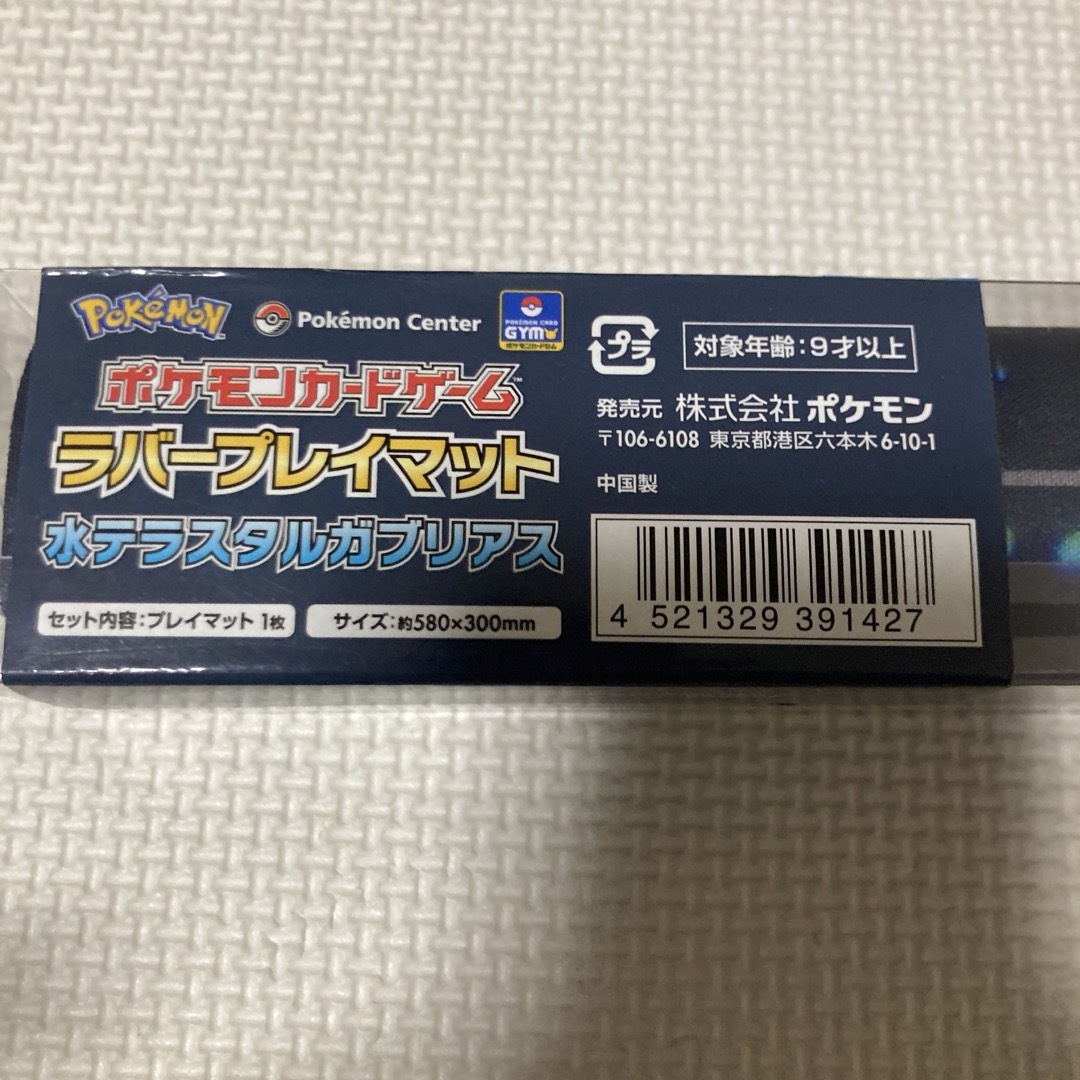 POKéMON™
Pokémon Center
POKÉMON CARD
GYM
ポケモンカードジム
ポケモンカードゲーム™
ラバープレイマット
水テラスタルガブリアス
セット内容：プレイマット 1枚
サイズ：約580×300mm
プラ
対象年齢：9才以上
発売元 株式会社 ポケモン
〒106-6108 東京都港区六本木6-10-1
中国製
4 521329 391427